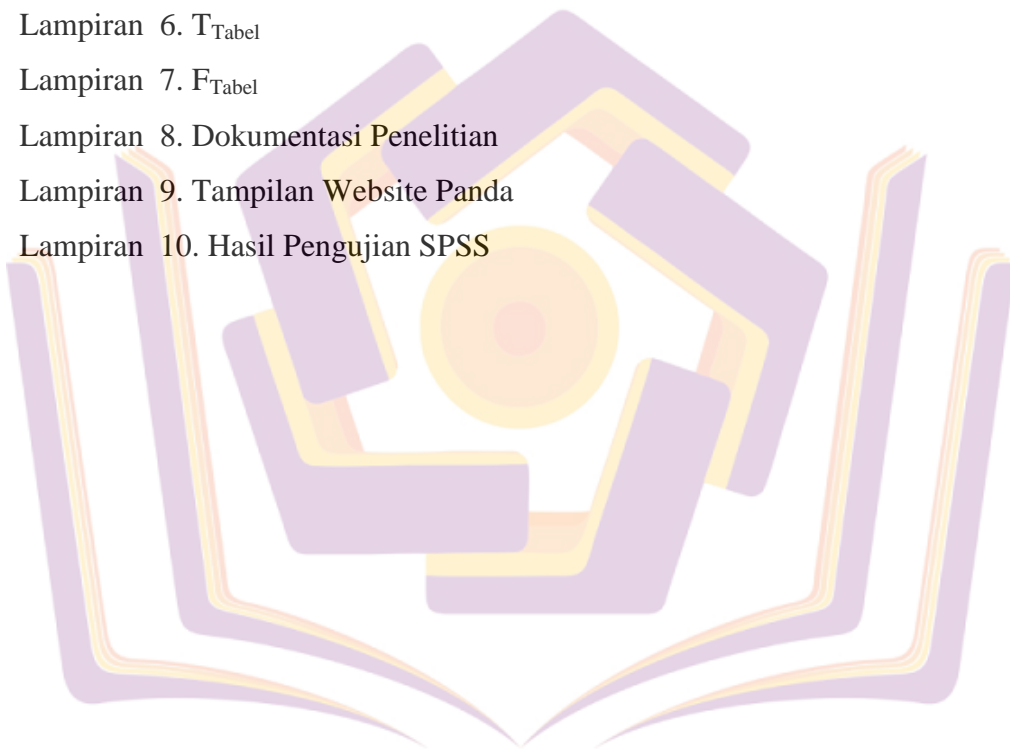 Lampiran 6. TTabel
Lampiran 7. FTabel
Lampiran 8. Dokumentasi Penelitian
Lampiran 9. Tampilan Website Panda
Lampiran 10. Hasil Pengujian SPSS